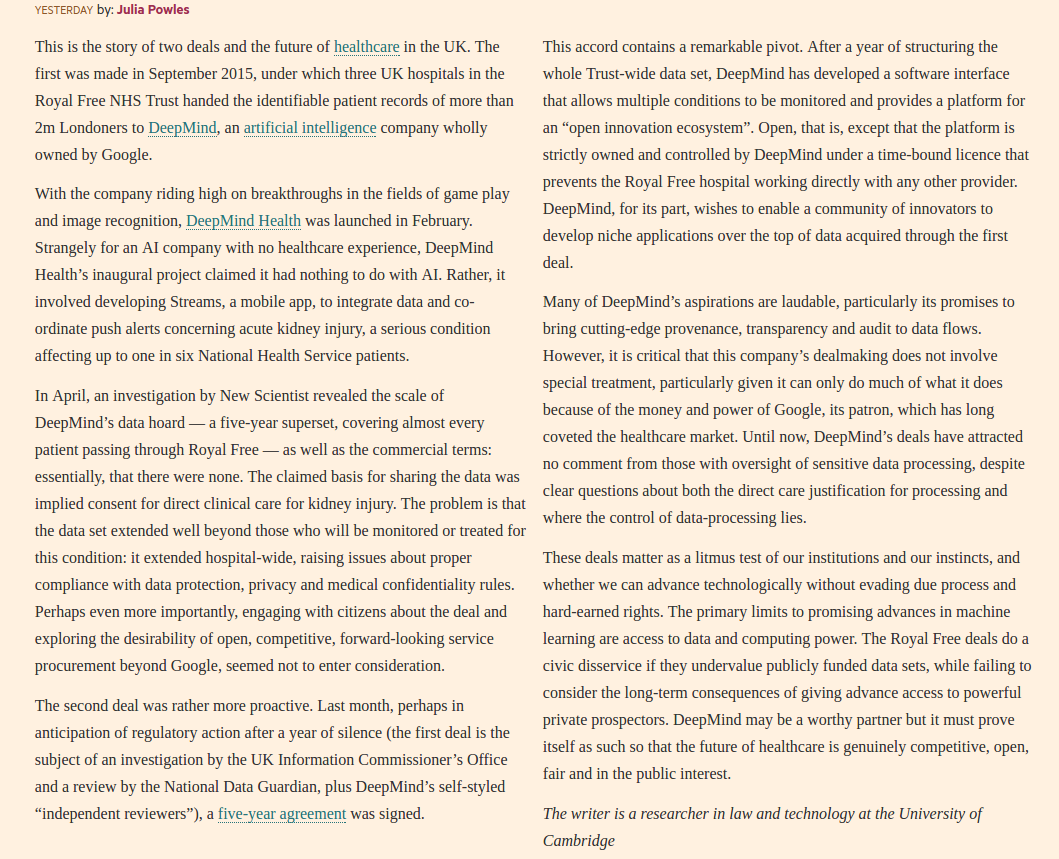 YESTERDAY by: Julia Powles
This is the story of two deals and the future of healthcare in the UK. The
first was made in September 2015, under which three UK hospitals in the
Royal Free NHS Trust handed the identifiable patient records of more than
2m Londoners to DeepMind, an artificial intelligence company wholly
owned by Google.
With the company riding high on breakthroughs in the fields of game play
and image recognition, DeepMind Health was launched in February.
Strangely for an AI company with no healthcare experience, DeepMind
Health’s inaugural project claimed it had nothing to do with AI. Rather, it
involved developing Streams, a mobile app, to integrate data and co-
ordinate push alerts concerning acute kidney injury, a serious condition
affecting up to one in six National Health Service patients.
In April, an investigation by New Scientist revealed the scale of
DeepMind’s data hoard — a five-year superset, covering almost every
patient passing through Royal Free — as well as the commercial terms:
essentially, that there were none. The claimed basis for sharing the data was
implied consent for direct clinical care for kidney injury. The problem is that
the data set extended well beyond those who will be monitored or treated for
this condition: it extended hospital-wide, raising issues about proper
compliance with data protection, privacy and medical confidentiality rules.
Perhaps even more importantly, engaging with citizens about the deal and
exploring the desirability of open, competitive, forward-looking service
procurement beyond Google, seemed not to enter consideration.
The second deal was rather more proactive. Last month, perhaps in
anticipation of regulatory action after a year of silence (the first deal is the
subject of an investigation by the UK Information Commissioner’s Office
and a review by the National Data Guardian, plus DeepMind’s self-styled
“independent reviewers”), a five-year agreement was signed.
This accord contains a remarkable pivot. After a year of structuring the
whole Trust-wide data set, DeepMind has developed a software interface
that allows multiple conditions to be monitored and provides a platform for
an “open innovation ecosystem”. Open, that is, except that the platform is
strictly owned and controlled by DeepMind under a time-bound licence that
prevents the Royal Free hospital working directly with any other provider.
DeepMind, for its part, wishes to enable a community of innovators to
develop niche applications over the top of data acquired through the first
deal.
Many of DeepMind’s aspirations are laudable, particularly its promises to
bring cutting-edge provenance, transparency and audit to data flows.
However, it is critical that this company’s dealmaking does not involve
special treatment, particularly given it can only do much of what it does
because of the money and power of Google, its patron, which has long
coveted the healthcare market. Until now, DeepMind’s deals have attracted
no comment from those with oversight of sensitive data processing, despite
clear questions about both the direct care justification for processing and
where the control of data-processing lies.
These deals matter as a litmus test of our institutions and our instincts, and
whether we can advance technologically without evading due process and
hard-earned rights. The primary limits to promising advances in machine
learning are access to data and computing power. The Royal Free deals do a
civic disservice if they undervalue publicly funded data sets, while failing to
consider the long-term consequences of giving advance access to powerful
private prospectors. DeepMind may be a worthy partner but it must prove
itself as such so that the future of healthcare is genuinely competitive, open,
fair and in the public interest.
The writer is a researcher in law and technology at the University of
Cambridge